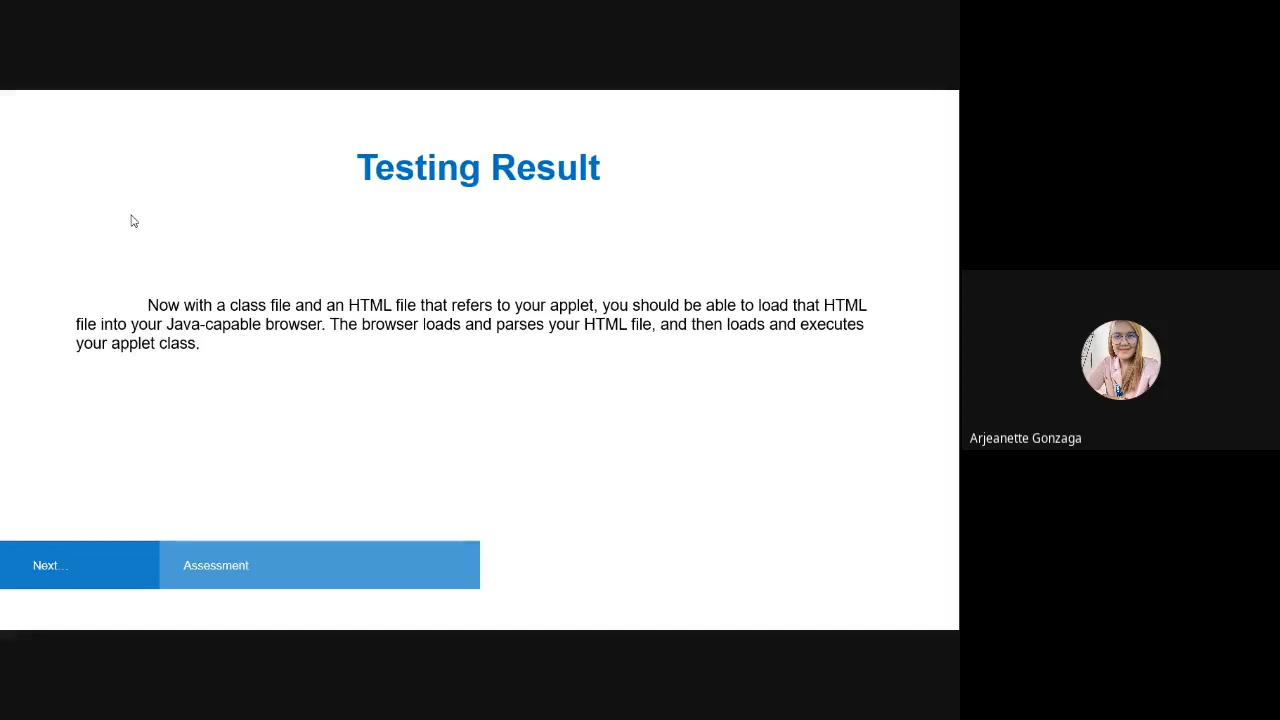 Testing Result
Now with a class file and an HTML file that refers to your applet, you should be able to load that HTML
file into your Java-capable browser. The browser loads and parses your HTML file, and then loads and executes
your applet class.
Next...
Assessment
Arjeanette Gonzaga